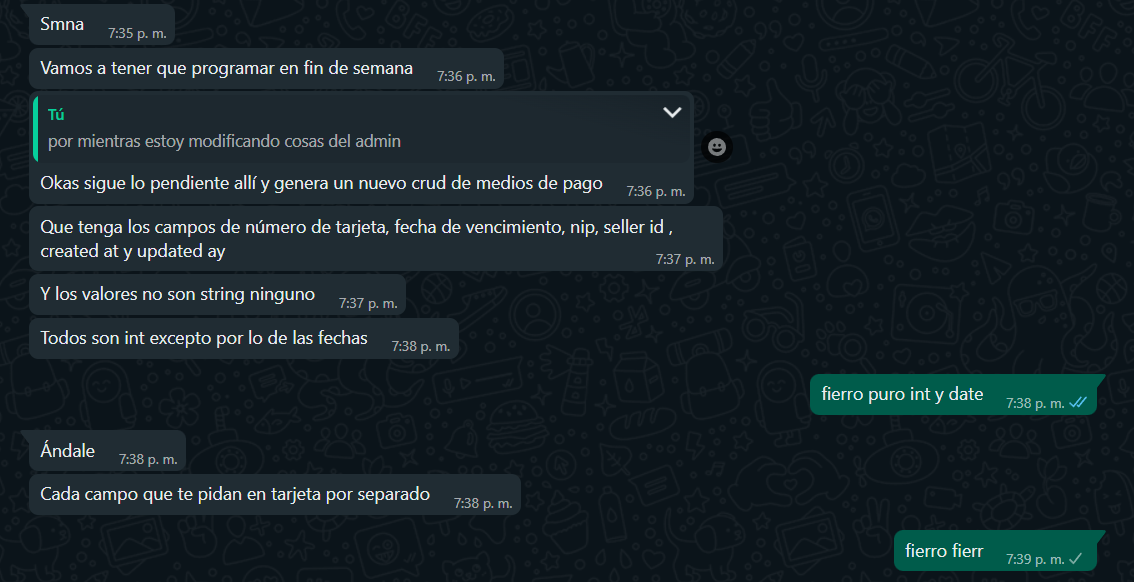 Smna
7:35 p. m.
Vamos a tener que programar en fin de semana
7:36 p. m.
Tú
por mientras estoy modificando cosas del admin
Okas sigue lo pendiente allí y genera un nuevo crud de medios de pago
7:36 p. m.
Que tenga los campos de número de tarjeta, fecha de vencimiento, nip, seller id ,
created at y updated ay
7:37 p. m.
Y los valores no son string ninguno
7:37 p. m.
Todos son int excepto por lo de las fechas
7:38 p. m.
fierro puro int y date
7:38 p. m.
Ándale
7:38 p. m.
Cada campo que te pidan en tarjeta por separado
7:38 p. m.
fierro fierr
7:39 p. m.